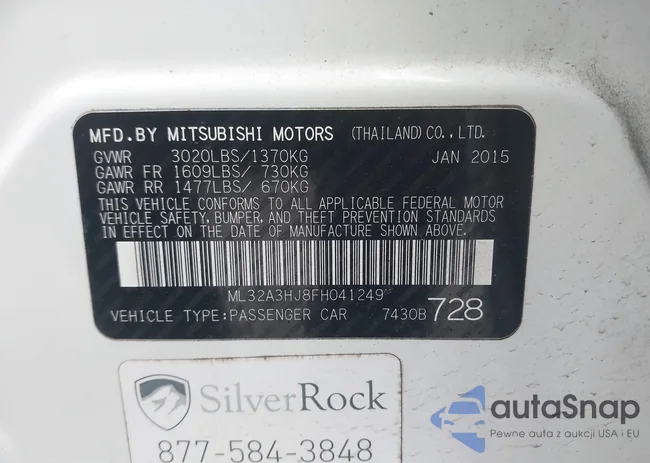 MFD.BY MITSUBISHI MOTORS (THAILAND) CO., LTD.
GVWR 3020LBS/1370KG JAN 2015
GAWR FR 1609LBS/ 730KG
GAWR RR 1477LBS/ 670KG
THIS VEHICLE CONFORMS TO ALL APPLICABLE FEDERAL MOTOR
VEHICLE SAFETY, BUMPER, AND THEFT PREVENTION STANDARDS
IN EFFECT ON THE DATE OF MANUFACTURE SHOWN ABOVE.
ML32A3HJ8FH041249
VEHICLE TYPE:PASSENGER CAR 7430B 728
SilverRock
877-584-3848
autaSnap
Pewne auta z aukcji USA i EU